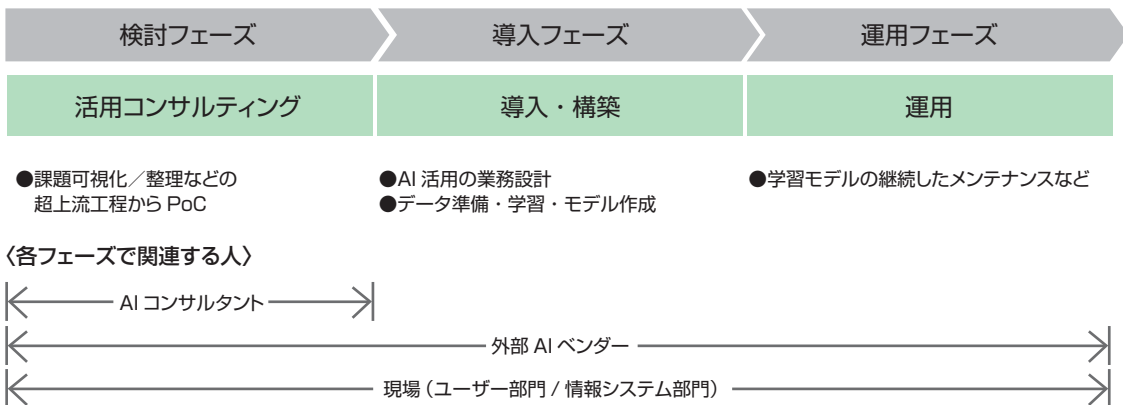 検討フェーズ
導入フェーズ
運用フェーズ
活用コンサルティング
導入・構築
運用
●課題可視化／整理などの
超上流工程から PoC
●AI 活用の業務設計
●データ準備・学習・モデル作成
●学習モデルの継続したメンテナンスなど
〈各フェーズで関連する人〉
AI コンサルタント
外部 AI ベンダー
現場（ユーザー部門 / 情報システム部門）